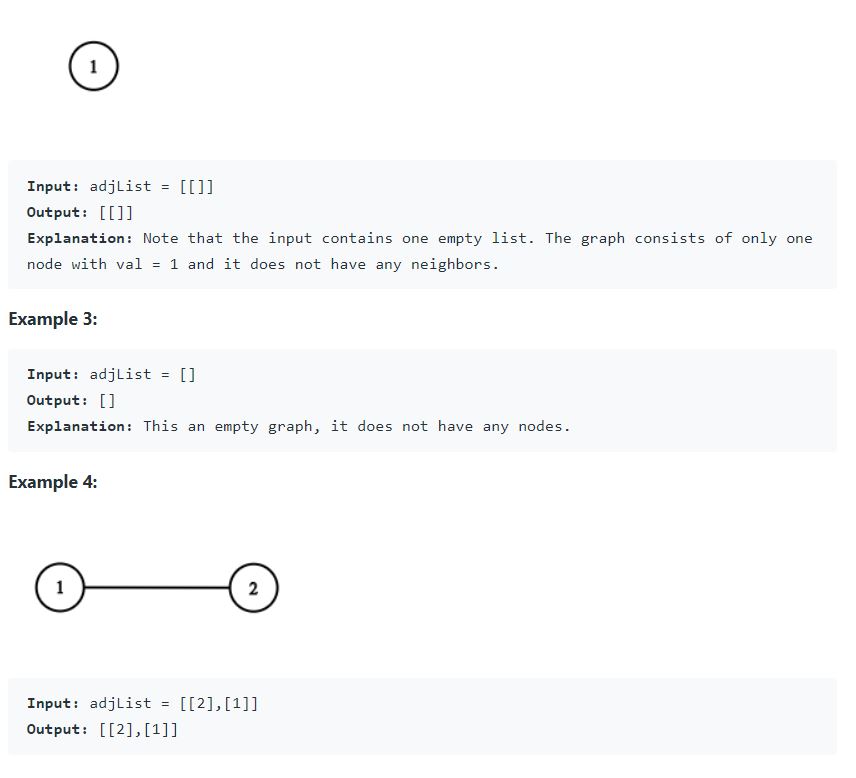 1
Input: adjList = [[]]
Output: [[]]
Explanation: Note that the input contains one empty list. The graph consists of only one
node with val = 1 and it does not have any neighbors.
Example 3:
Input: adjList = []
Output: []
Explanation: This an empty graph, it does not have any nodes.
Example 4:
1 2
Input: adjList = [[2],[1]]
Output: [[2],[1]]